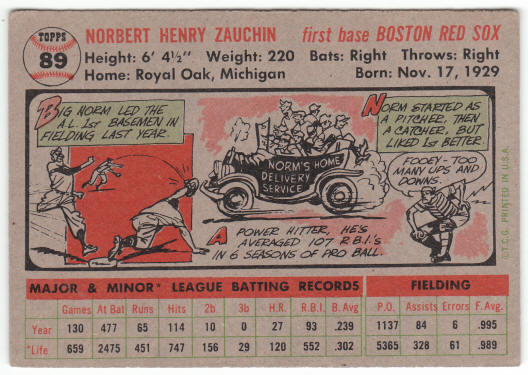 TOPPS
89
NORBERT HENRY ZAUCHIN first base BOSTON RED SOX
Height: 6' 4½" Weight: 220 Bats: Right Throws: Right
Home: Royal Oak, Michigan Born: Nov. 17, 1929
BIG NORM LED THE
A.L. 1st BASEMEN IN
FIELDING LAST YEAR.
NORM'S HOME
DELIVERY
SERVICE
A POWER HITTER, HE'S
AVERAGED 107 R.B.I.'S
IN 6 SEASONS OF PRO BALL.
NORM STARTED AS
A PITCHER, THEN
A CATCHER, BUT
LIKED 1st BETTER
FOOEY-TOO
MANY UPS AND
DOWNS.
©T.C.G. PRINTED IN U.S.A.
MAJOR & MINOR* LEAGUE BATTING RECORDS FIELDING
Games At Bat Runs Hits 2b 3b H.R. R.B.I. B. Avg P.O. Assists Errors F. Avg.
Year 130 477 65 114 10 0 27 93 .239 1137 84 6 .995
*Life 659 2475 451 747 156 29 120 552 .302 5365 328 61 .989